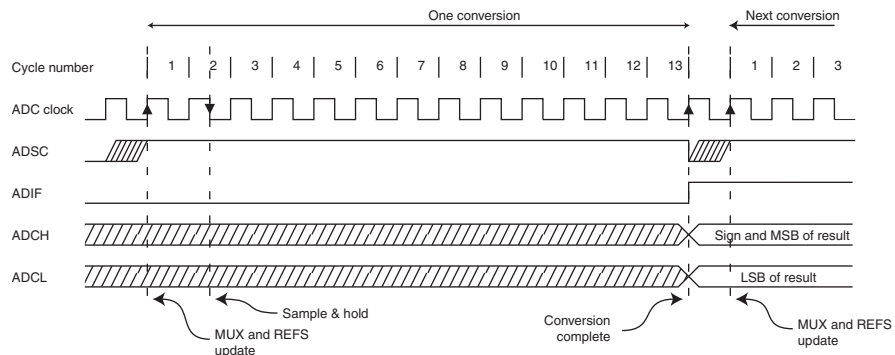 One conversion
Next conversion
Cycle number 1 2 3 4 5 6 7 8 9 10 11 12 13 1 2 3
ADC clock
ADSC
ADIF
ADCH
Sign and MSB of result
ADCL
LSB of result
Sample & hold
MUX and REFS
update
Conversion
complete
MUX and REFS
update